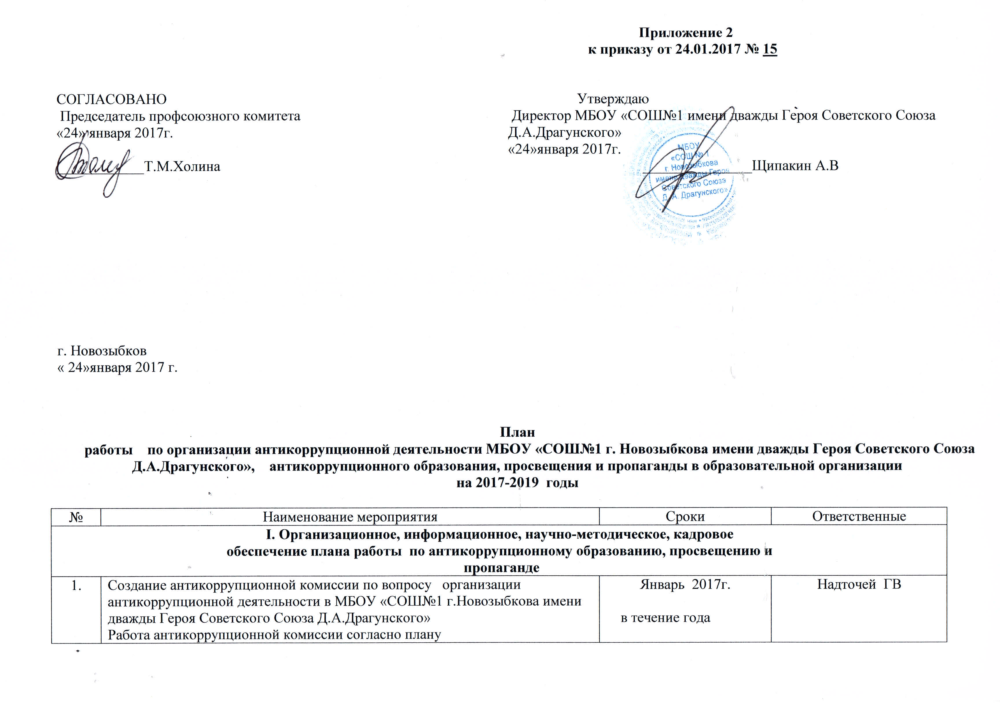 Приложение 2
к приказу от 24.01.2017 № 15
СОГЛАСОВАНО
Председатель профсоюзного комитета
«24»января 2017г.
Т.М.Холина
Утверждаю
Директор МБОУ «СОШ№1 имени дважды Героя Советского Союза
Д.А.Драгунского»
«24»января 2017г.
Щипакин А.В
МБОУ
«СОШ № 1
г. Новозыбкова
имени дважды Героя
Советского Союза
Д. А. Драгунского»
г. Новозыбков
« 24»января 2017 г.
План
работы по организации антикоррупционной деятельности МБОУ «СОШ№1 г. Новозыбкова имени дважды Героя Советского Союза
Д.А.Драгунского», антикоррупционного образования, просвещения и пропаганды в образовательной организации
на 2017-2019 годы
№ Наименование мероприятия Сроки Ответственные
I. Организационное, информационное, научно-методическое, кадровое
обеспечение плана работы по антикоррупционному образованию, просвещению и
пропаганде
1. Создание антикоррупционной комиссии по вопросу организации Январь 2017г. Надточей ГВ
антикоррупционной деятельности в МБОУ «СОШ№1 г.Новозыбкова имени
дважды Героя Советского Союза Д.А.Драгунского» в течение года
Работа антикоррупционной комиссии согласно плану